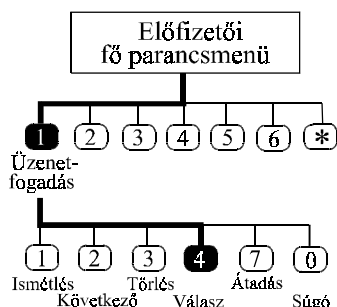 Előfizetői
fő parancsmenü
1 2 3 4 5 6 *
Üzenet-
fogadás
1 2 3 4 7 0
Ismétlés Törlés Átadás
Következő Válasz Súgó